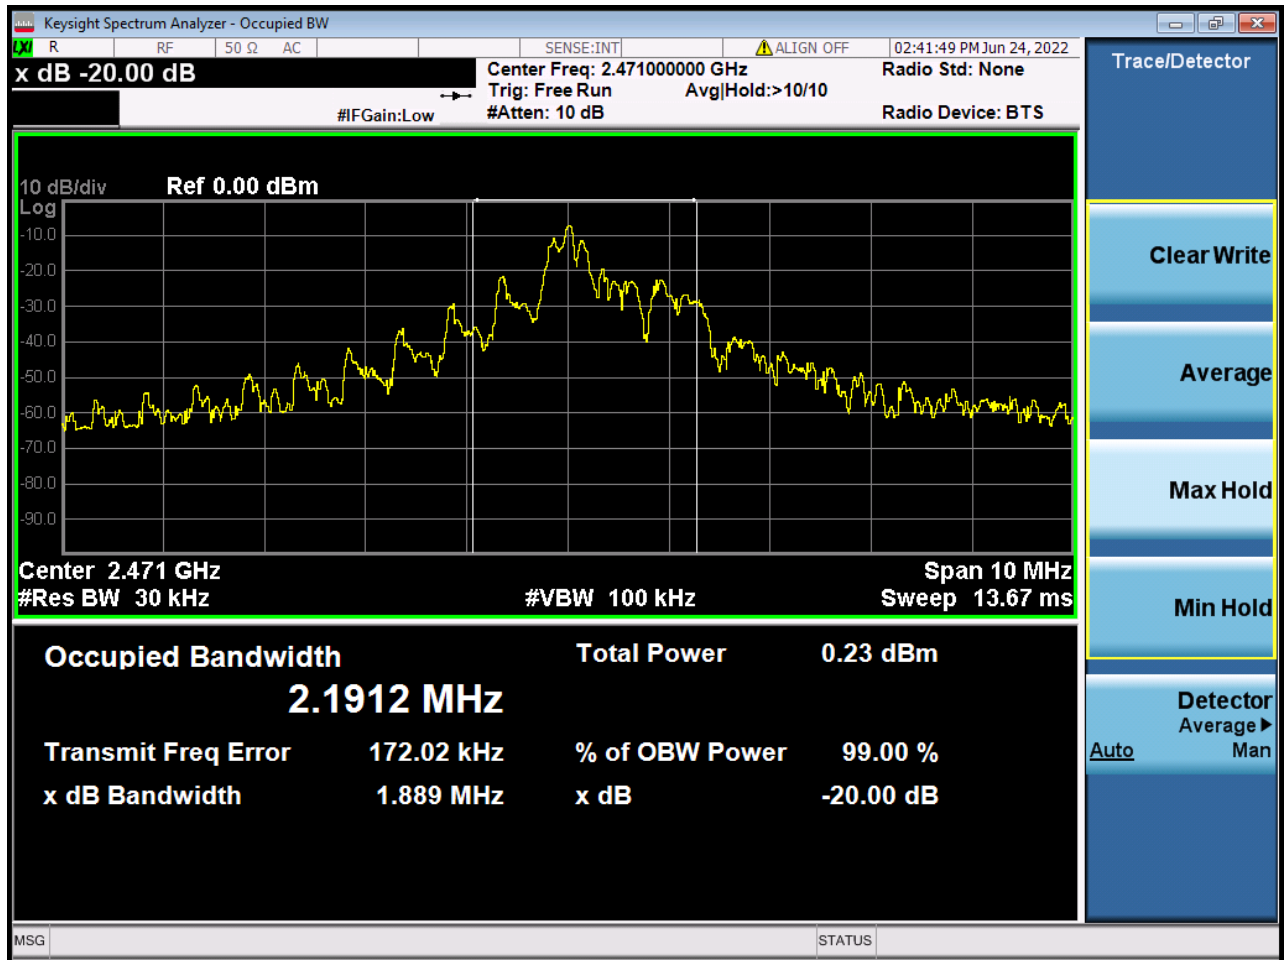 Keysight Spectrum Analyzer - Occupied BW
LXI R RF 50 Ω AC SENSE:INT ALIGN OFF 02:41:49 PM Jun 24, 2022
x dB -20.00 dB
Center Freq: 2.471000000 GHz Radio Std: None
Trig: Free Run Avg|Hold:>10/10
#IFGain:Low #Atten: 10 dB Radio Device: BTS
Trace/Detector
10 dB/div Ref 0.00 dBm
Log
-10.0
-20.0
-30.0
-40.0
-50.0
-60.0
-70.0
-80.0
-90.0
Center 2.471 GHz Span 10 MHz
#Res BW 30 kHz #VBW 100 kHz Sweep 13.67 ms
Occupied Bandwidth Total Power 0.23 dBm
2.1912 MHz
Transmit Freq Error 172.02 kHz % of OBW Power 99.00 %
x dB Bandwidth 1.889 MHz x dB -20.00 dB
Clear Write
Average
Max Hold
Min Hold
Detector
Average▶
Auto Man
MSG STATUS